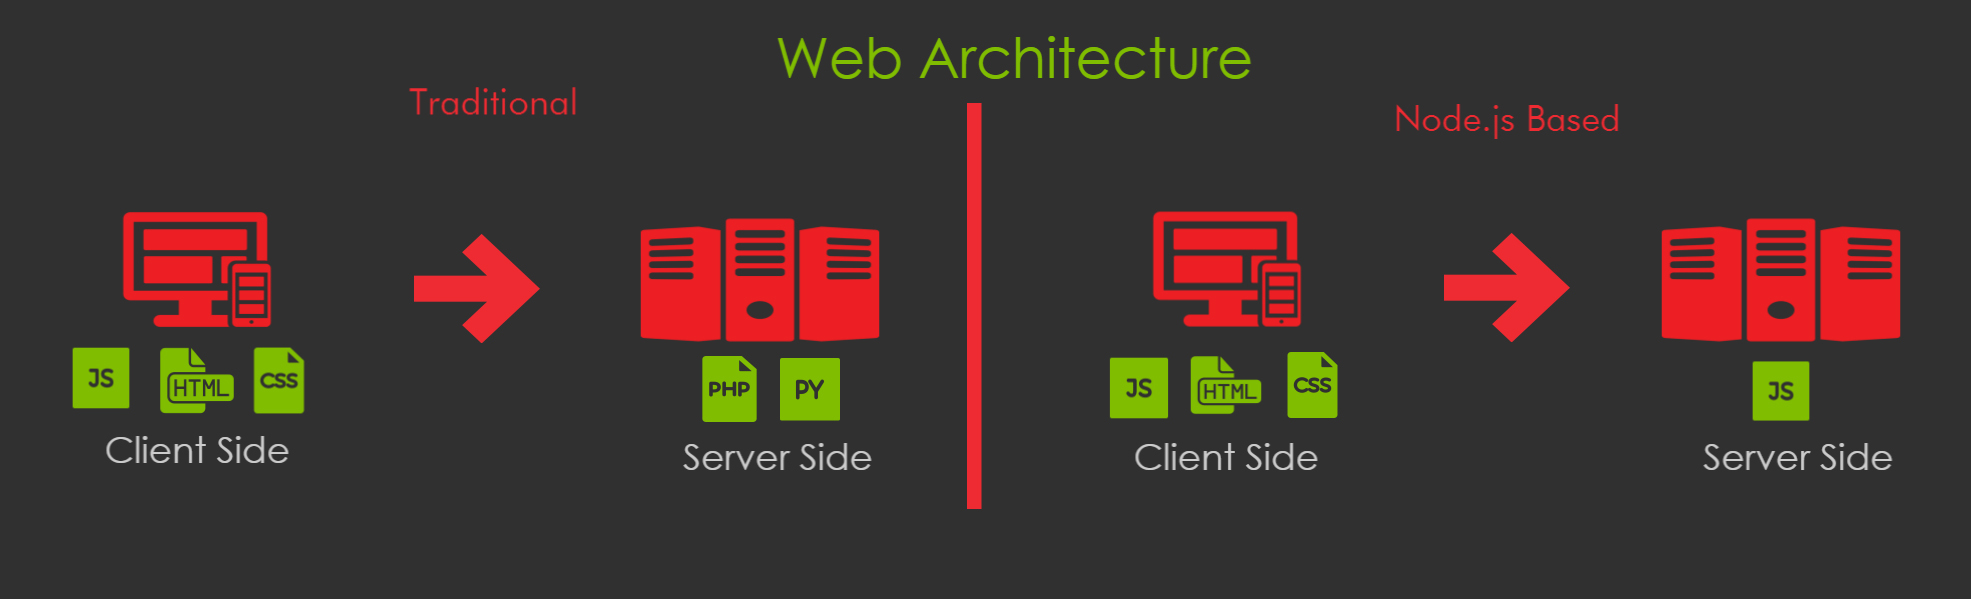 Web Architecture
Traditional
JS HTML CSS
Client Side
PHP PY
Server Side
Node.js Based
JS HTML CSS
Client Side
JS
Server Side